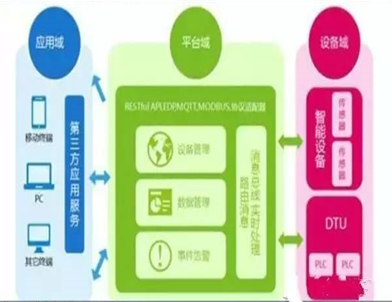 应用域
平台域
设备域
RESTful API,EDP,MQTT,MODBUS,协议适配器
移动终端
PC
其它终端
第三方应用服务
设备管理
数据管理
事件告警
消息总线 实时处理
路由消息
智能设备
传感器
传感器
DTU
PLC
PLC